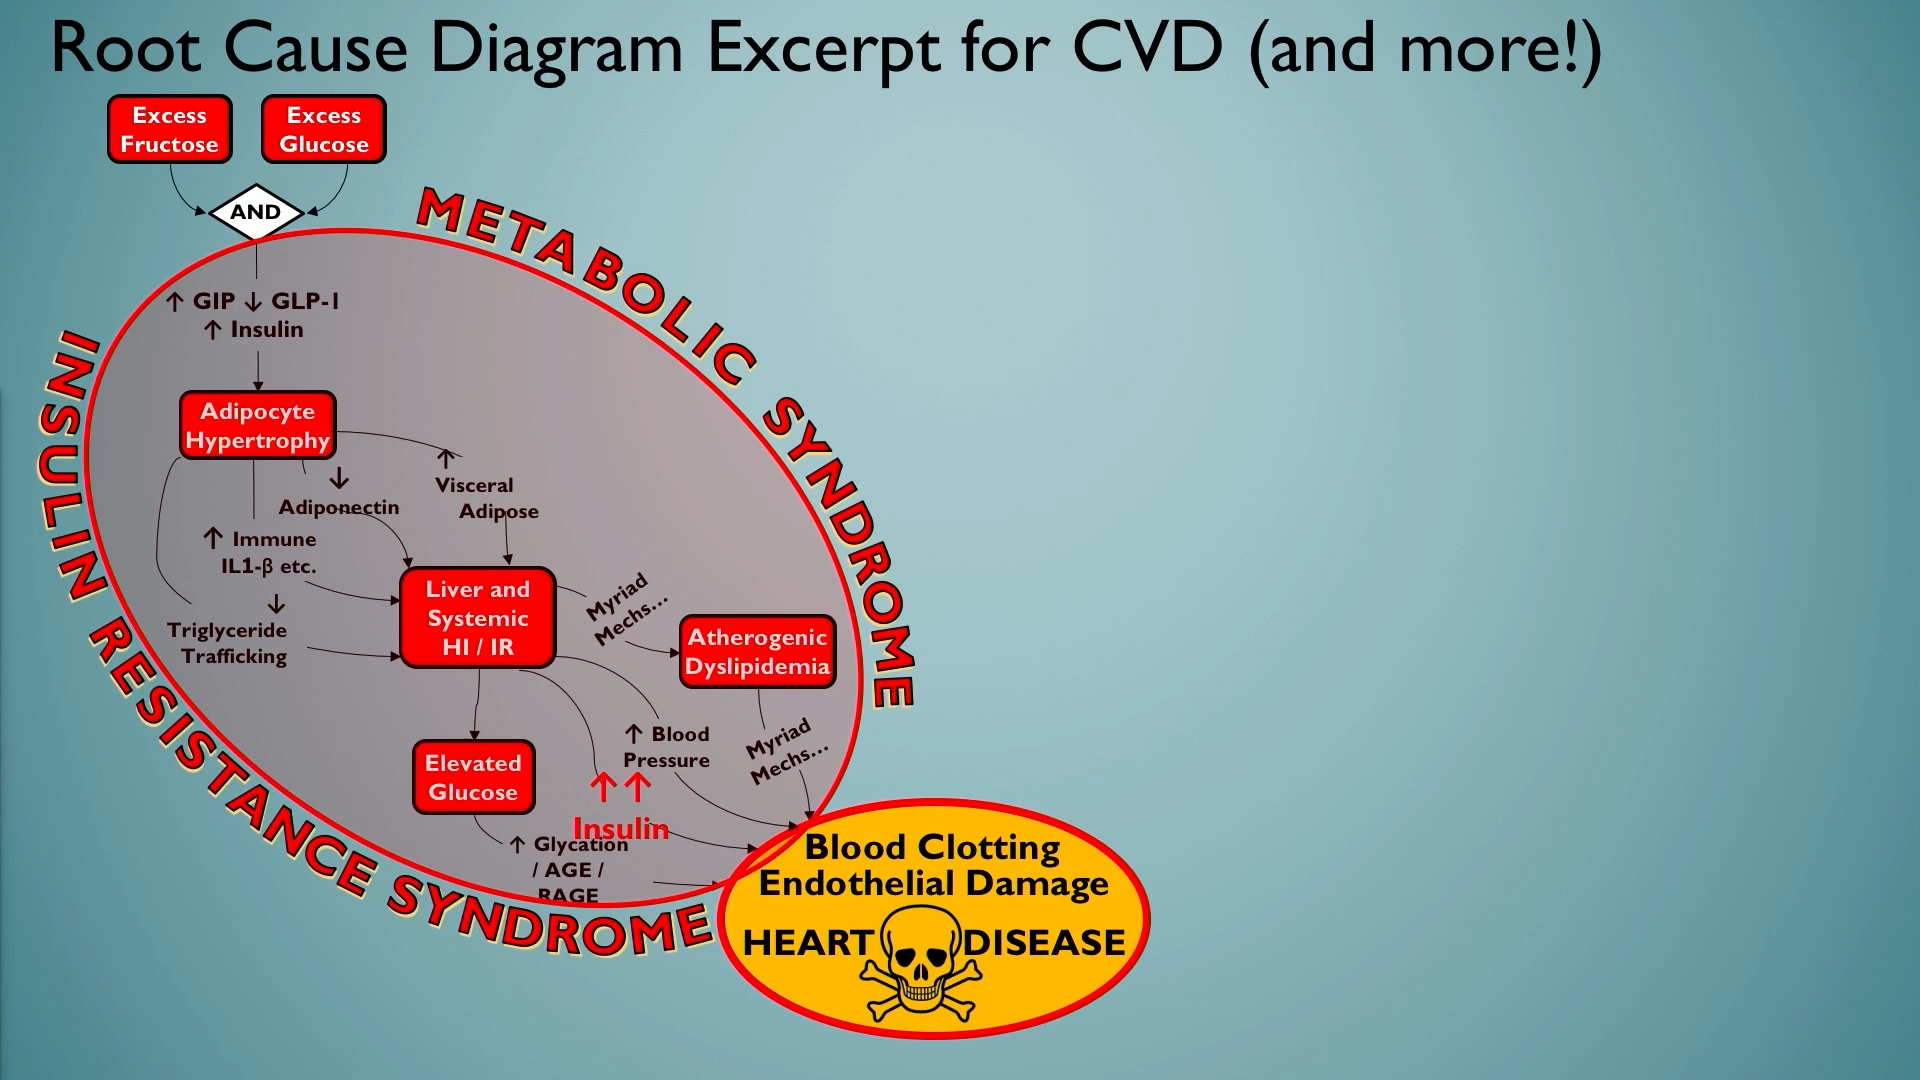 Root Cause Diagram Excerpt for CVD (and more!)
Excess
Fructose
Excess
Glucose
AND
METABOLIC SYNDROME
INSULIN RESISTANCE SYNDROME
↑ GIP ↓ GLP-1
↑ Insulin
Adipocyte
Hypertrophy
↓
Adiponectin
↑
Visceral
Adipose
↑ Immune
IL1-β etc.
↓
Triglyceride
Trafficking
Liver and
Systemic
HI / IR
Myriad
Mechs...
Atherogenic
Dyslipidemia
↑ Blood
Pressure
Myriad
Mechs...
Elevated
Glucose
↑ ↑
Insulin
↑ Glycation
/ AGE /
RAGE
Blood Clotting
Endothelial Damage
HEART DISEASE